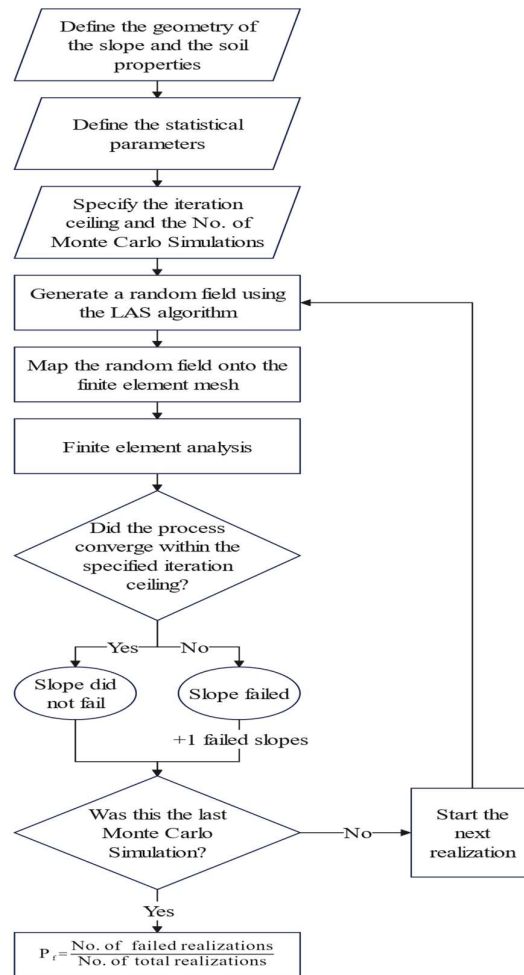 Define the geometry of
the slope and the soil
properties
Define the statistical
parameters
Specify the iteration
ceiling and the No. of
Monte Carlo Simulations
Generate a random field using
the LAS algorithm
Map the random field onto the
finite element mesh
Finite element analysis
Did the process
converge within the
specified iteration
ceiling?
Yes
No
Slope did
not fail
Slope failed
+1 failed slopes
Was this the last
Monte Carlo
Simulation?
No
Start the
next
realization
Yes
P f = No. of failed realizations
No. of total realizations